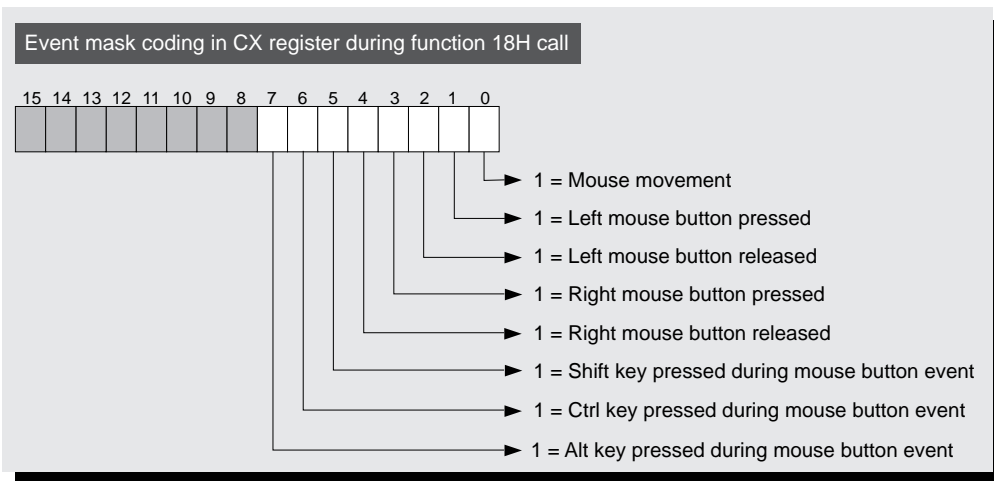 Event mask coding in CX register during function 18H call
15 14 13 12 11 10 9 8 7 6 5 4 3 2 1 0
1 = Mouse movement
1 = Left mouse button pressed
1 = Left mouse button released
1 = Right mouse button pressed
1 = Right mouse button released
1 = Shift key pressed during mouse button event
1 = Ctrl key pressed during mouse button event
1 = Alt key pressed during mouse button event